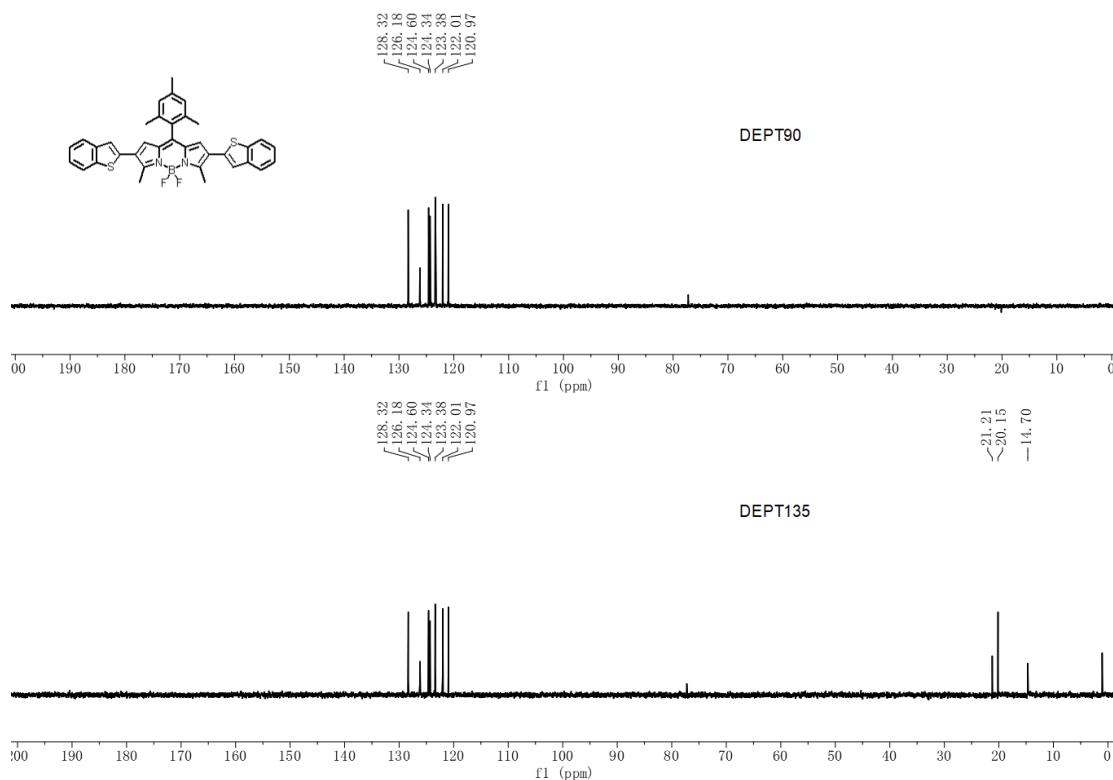 128.32
126.18
124.60
124.34
123.38
122.01
120.97
S
S
N
N
B
F
F
DEPT90
00 190 180 170 160 150 140 130 120 110 100 90 80 70 60 50 40 30 20 10 0
f1 (ppm)
128.32
126.18
124.60
124.34
123.38
122.01
120.97
21.21
20.15
14.70
DEPT135
200 190 180 170 160 150 140 130 120 110 100 90 80 70 60 50 40 30 20 10 0
f1 (ppm)